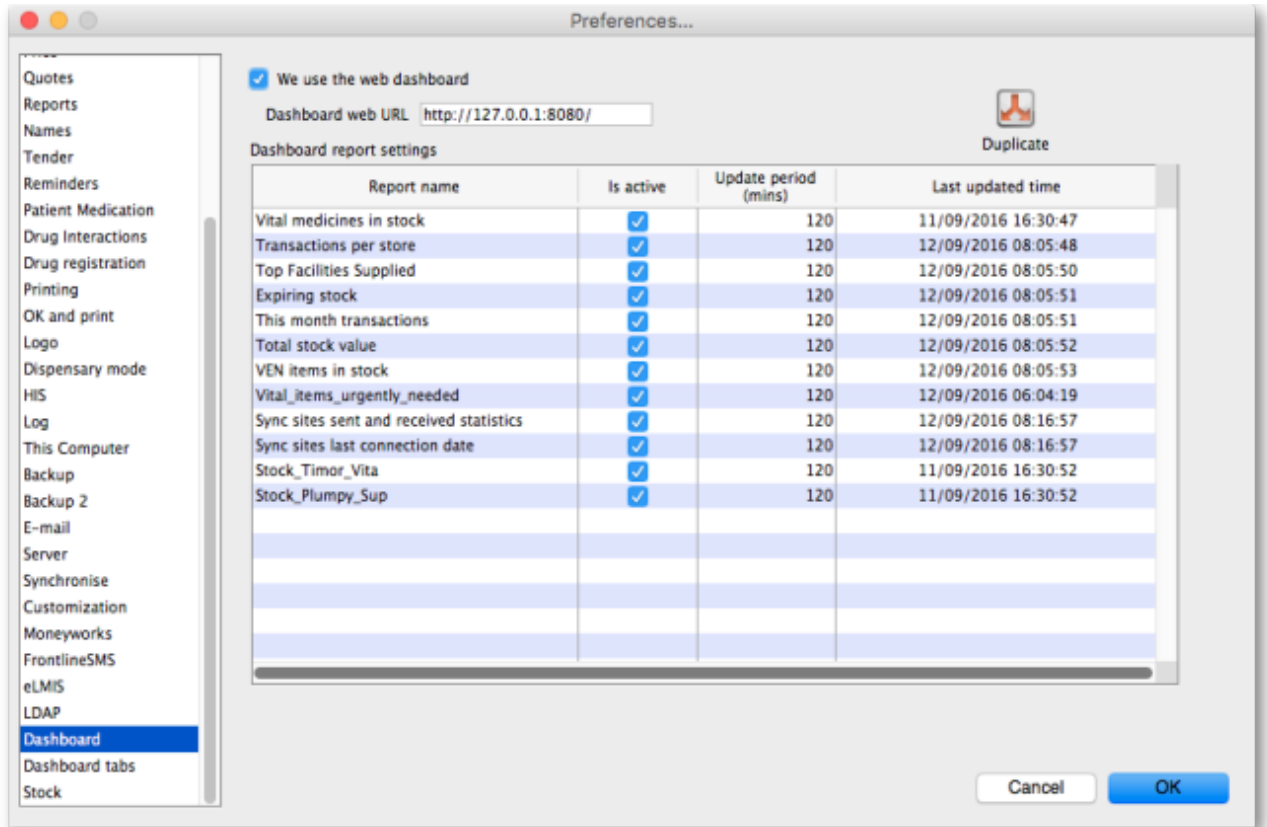 Preferences...
Quotes
Reports
Names
Tender
Reminders
Patient Medication
Drug Interactions
Drug registration
Printing
OK and print
Logo
Dispensary mode
HIS
Log
This Computer
Backup
Backup 2
E-mail
Server
Synchronise
Customization
Moneyworks
FrontlineSMS
eLMIS
LDAP
Dashboard
Dashboard tabs
Stock
We use the web dashboard
Dashboard web URL http://127.0.0.1:8080/
Duplicate
Dashboard report settings
Report name Is active Update period (mins) Last updated time
Vital medicines in stock 120 11/09/2016 16:30:47
Transactions per store 120 12/09/2016 08:05:48
Top Facilities Supplied 120 12/09/2016 08:05:50
Expiring stock 120 12/09/2016 08:05:51
This month transactions 120 12/09/2016 08:05:51
Total stock value 120 12/09/2016 08:05:52
VEN items in stock 120 12/09/2016 08:05:53
Vital_items_urgently_needed 120 12/09/2016 06:04:19
Sync sites sent and received statistics 120 12/09/2016 08:16:57
Sync sites last connection date 120 12/09/2016 08:16:57
Stock_Timor_Vita 120 11/09/2016 16:30:52
Stock_Plumpy_Sup 120 11/09/2016 16:30:52
Cancel OK